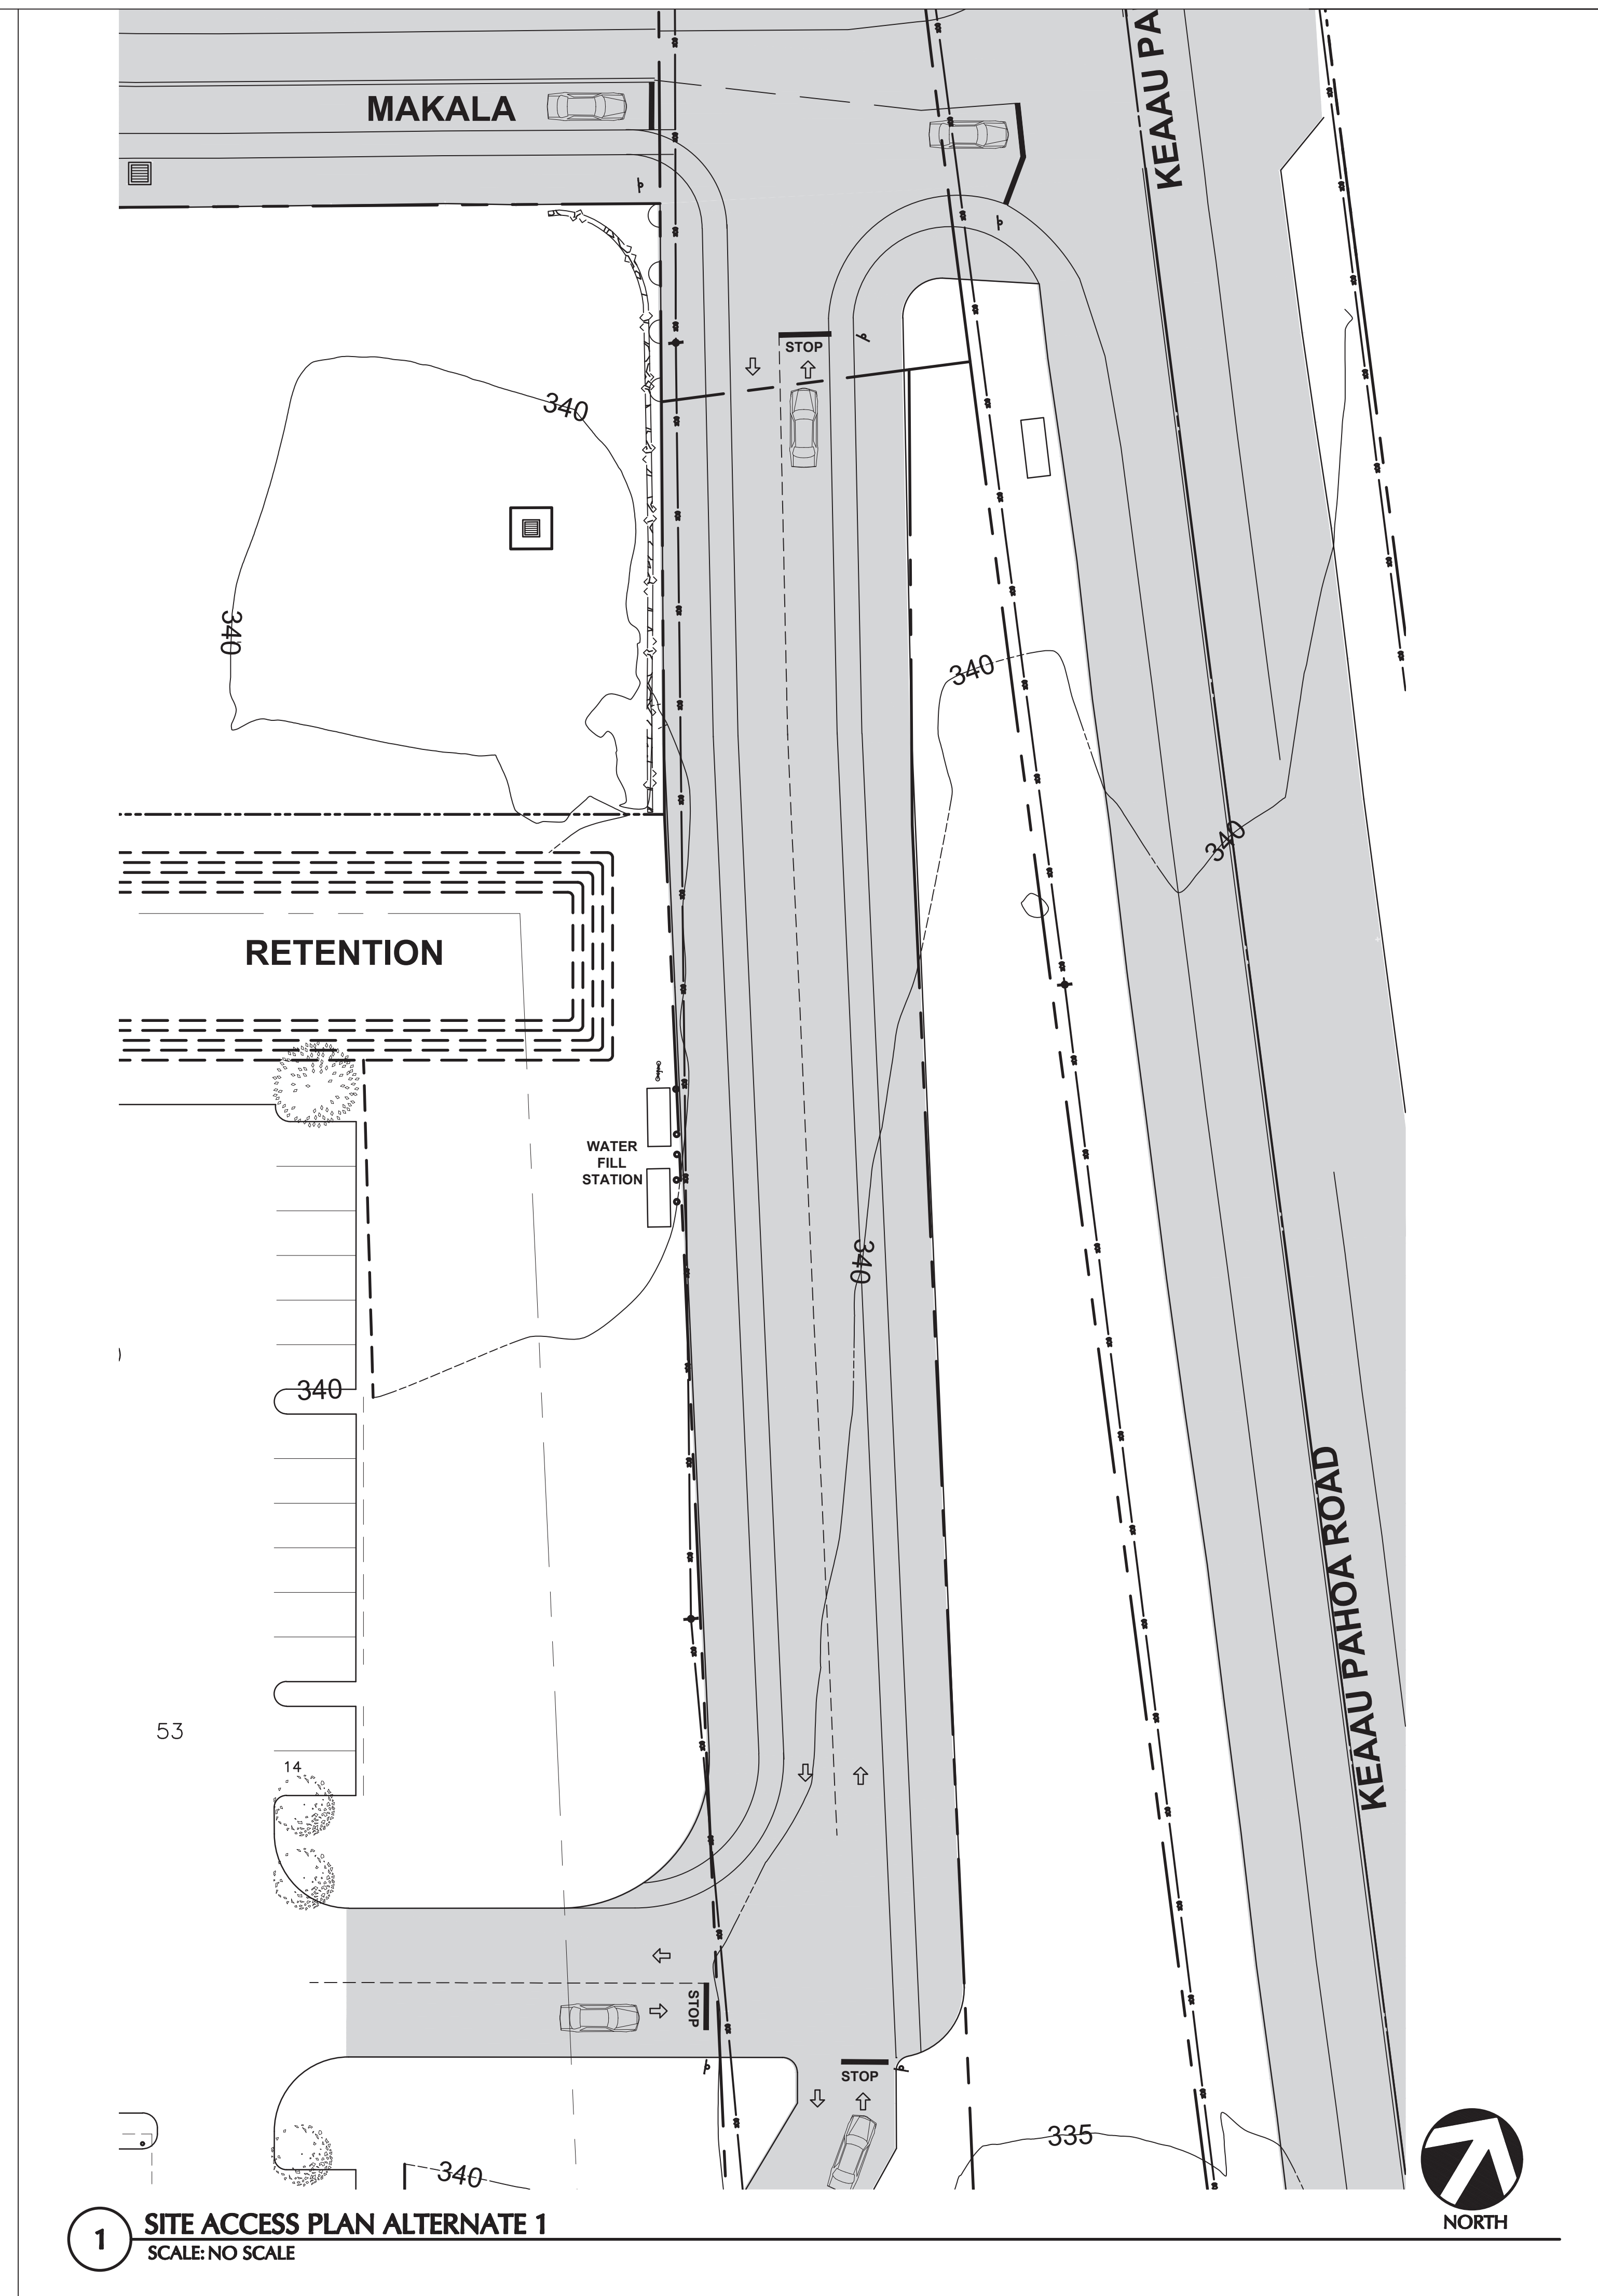 KEAAU PA
MAKALA
STOP
340
340
340
340
RETENTION
WATER
FILL
STATION
340
340
KEAAU PAHOA ROAD
53
14
STOP
STOP
335
340
NORTH
1
SITE ACCESS PLAN ALTERNATE 1
SCALE: NO SCALE